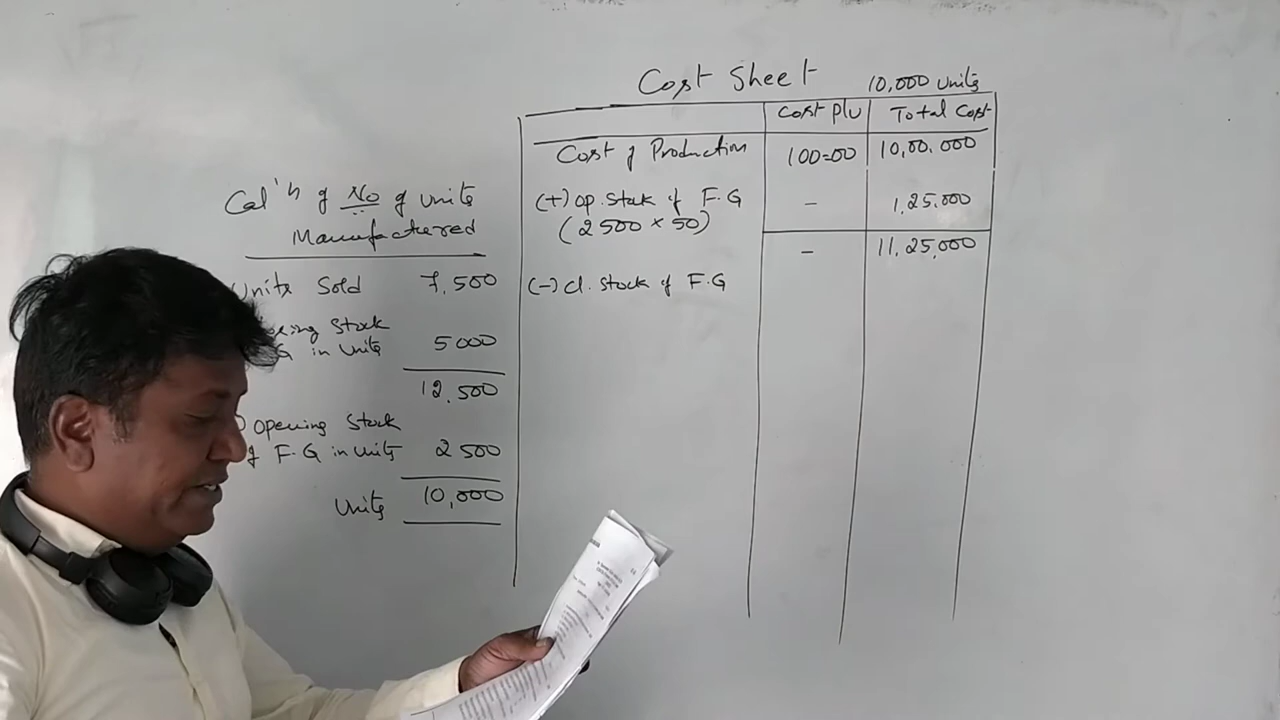 Cost Sheet 10,000 units
Cost P/U Total Cost
Cost of Production 100=00 10,00,000
(+) op. stock of F.G - 1,25,000
(2500 × 50)
- 11,25,000
(-) cl. stock of F.G
Cal'n of No of units
Manufactured
Units Sold 7,500
Stock
in units 5000
12,500
opening Stock
of F.G in units 2500
Units 10,000